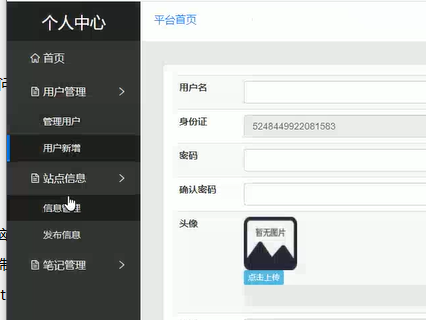 个人中心
平台首页
首页
用户管理
管理用户
用户新增
站点信息
信息管理
发布信息
笔记管理
用户名
身份证
5248449922081583
密码
确认密码
头像
暂无图片
点击上传